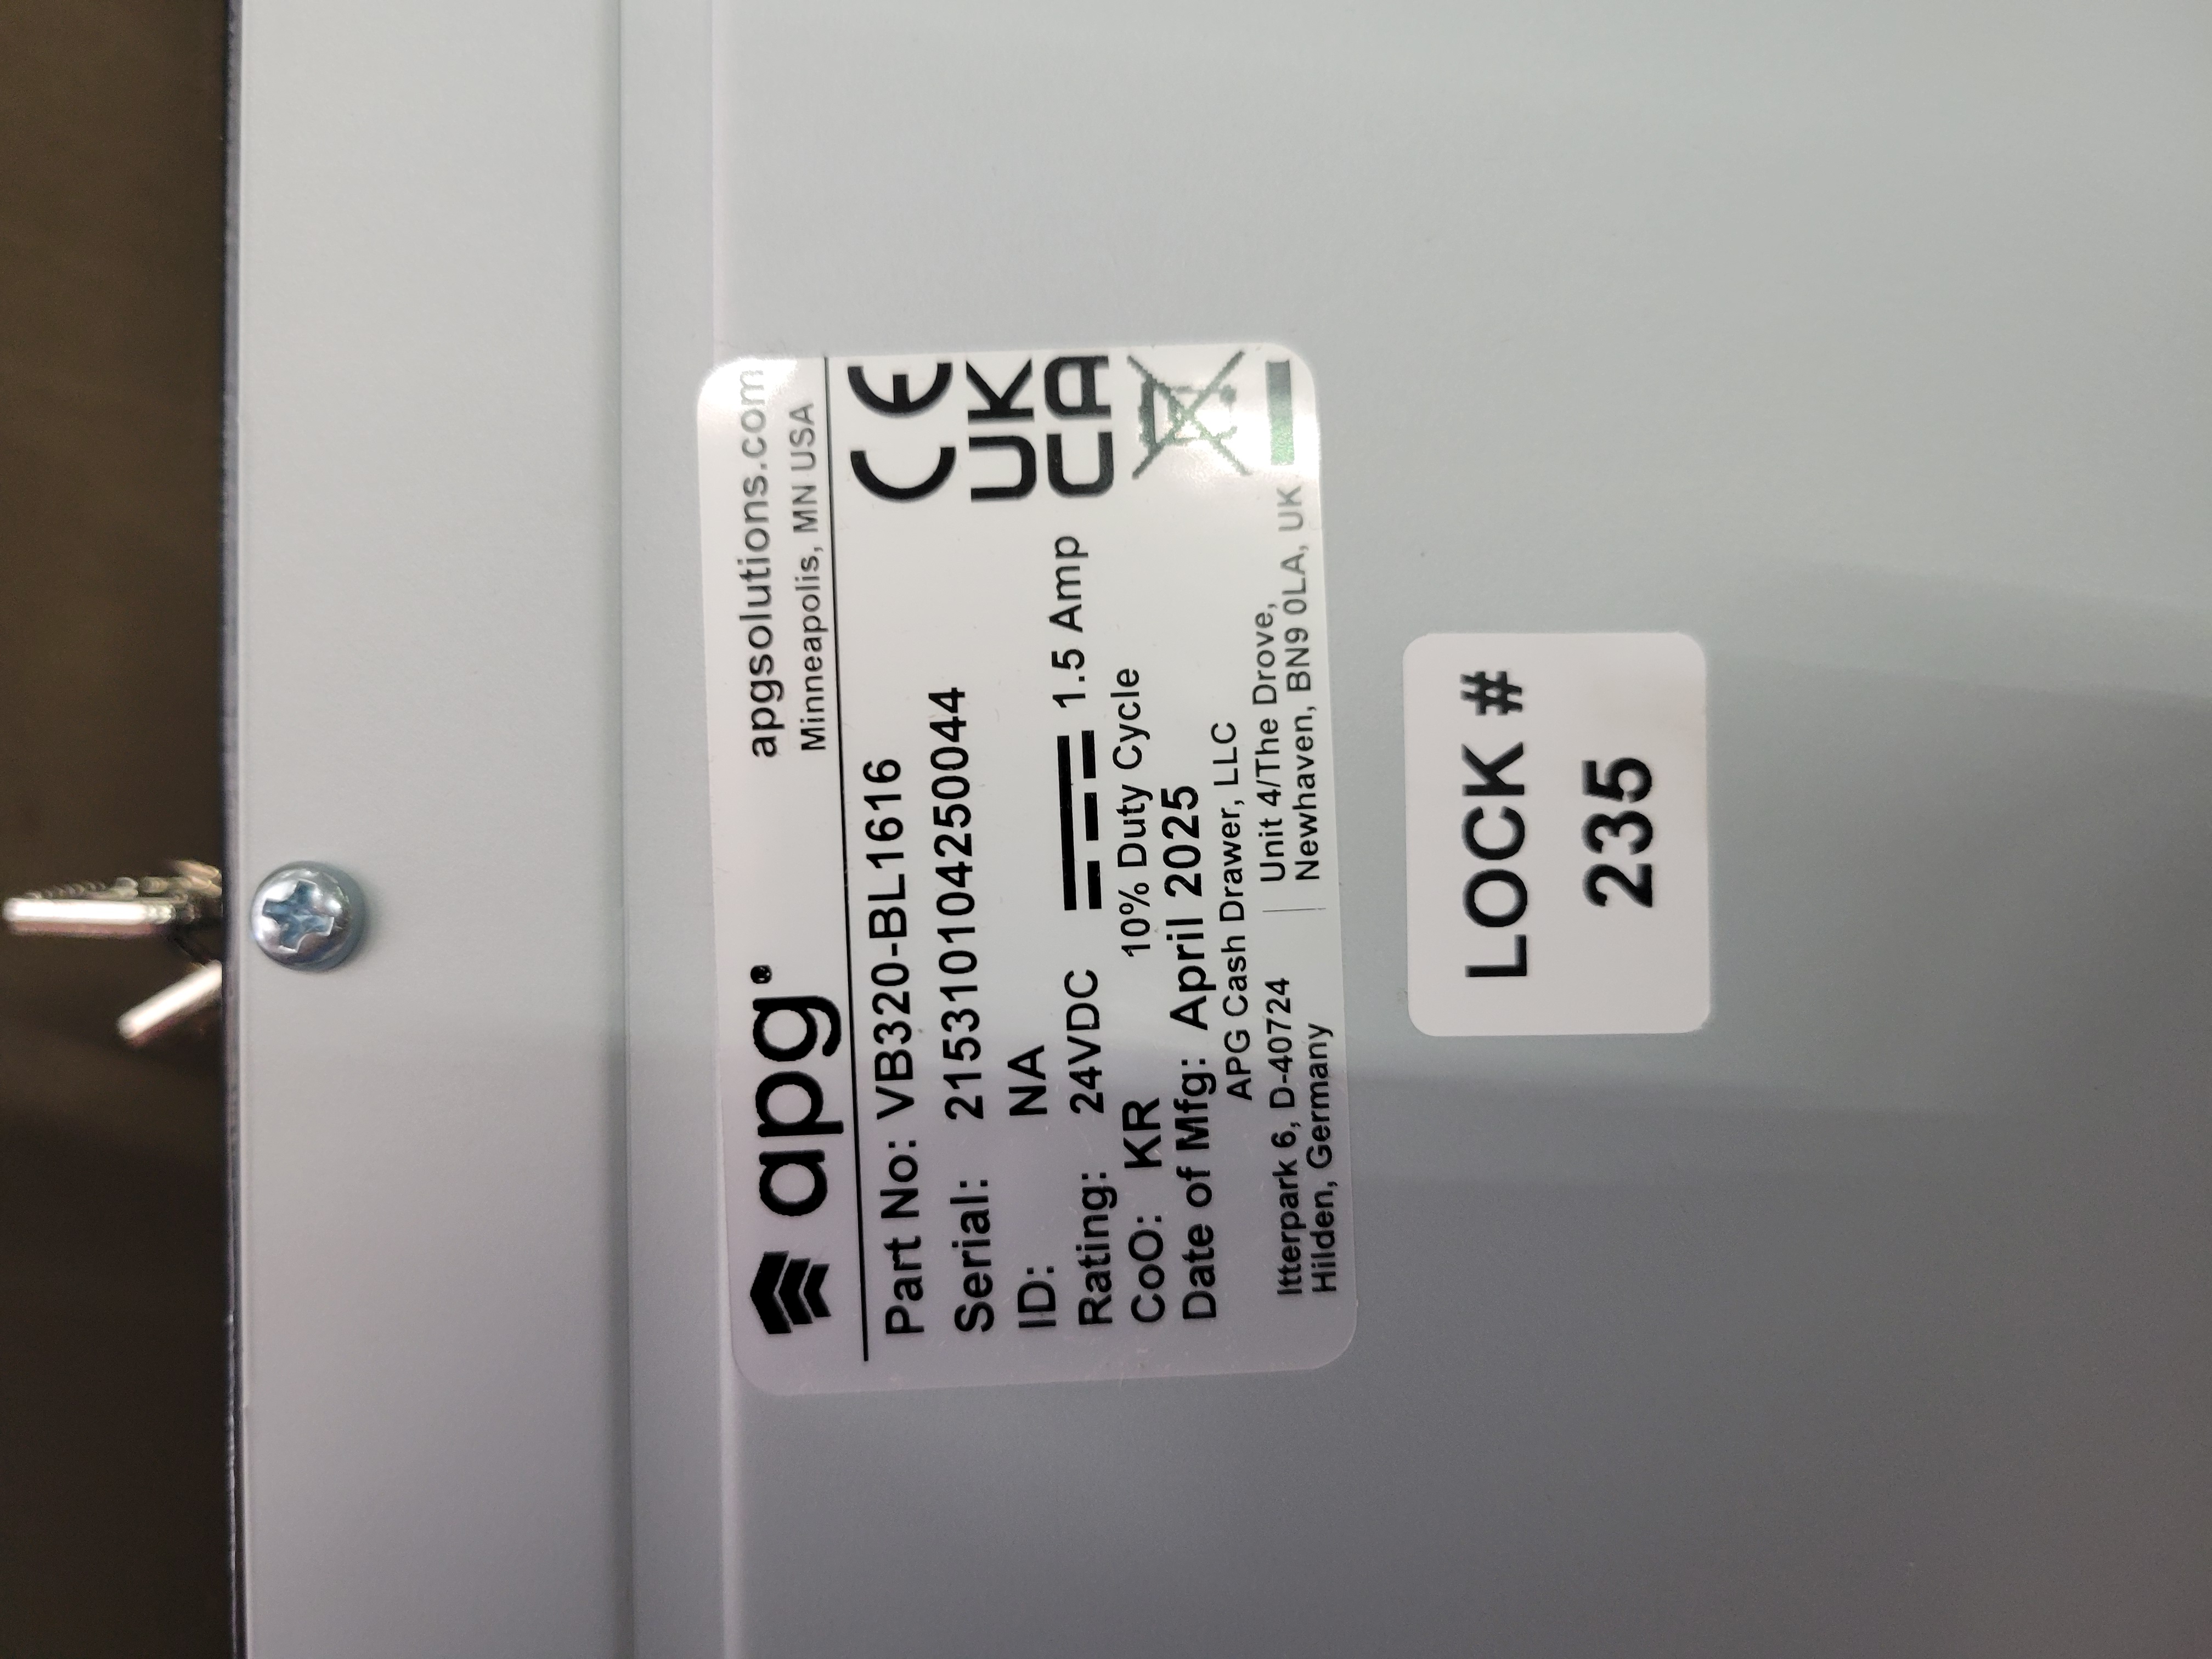 apg®
apgsolutions.com
Minneapolis, MN USA
Part No: VB320-BL1616
Serial: 215310104250044
ID: NA
Rating: 24VDC 1.5 Amp
10% Duty Cycle
CoO: KR
Date of Mfg: April 2025
APG Cash Drawer, LLC
Itterpark 6, D-40724
Hilden, Germany
Unit 4/The Drove,
Newhaven, BN9 0LA, UK
CE
UK
CA
LOCK #
235